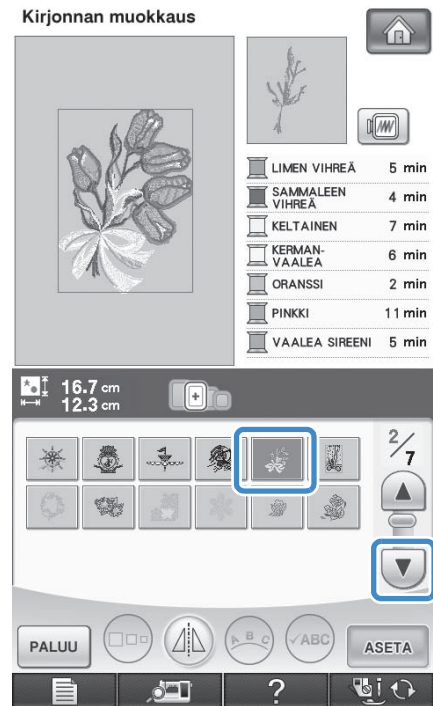 Kirjonnan muokkaus
LIMEN VIHREÄ 5 min
SAMMALEEN
VIHREÄ 4 min
KELTAINEN 7 min
KERMAN-
VAALEA 6 min
ORANSSI 2 min
PINKKI 11 min
VAALEA SIREENI 5 min
16.7 cm
12.3 cm
2/7
PALUU
A B C
✓ABC
ASETA
?